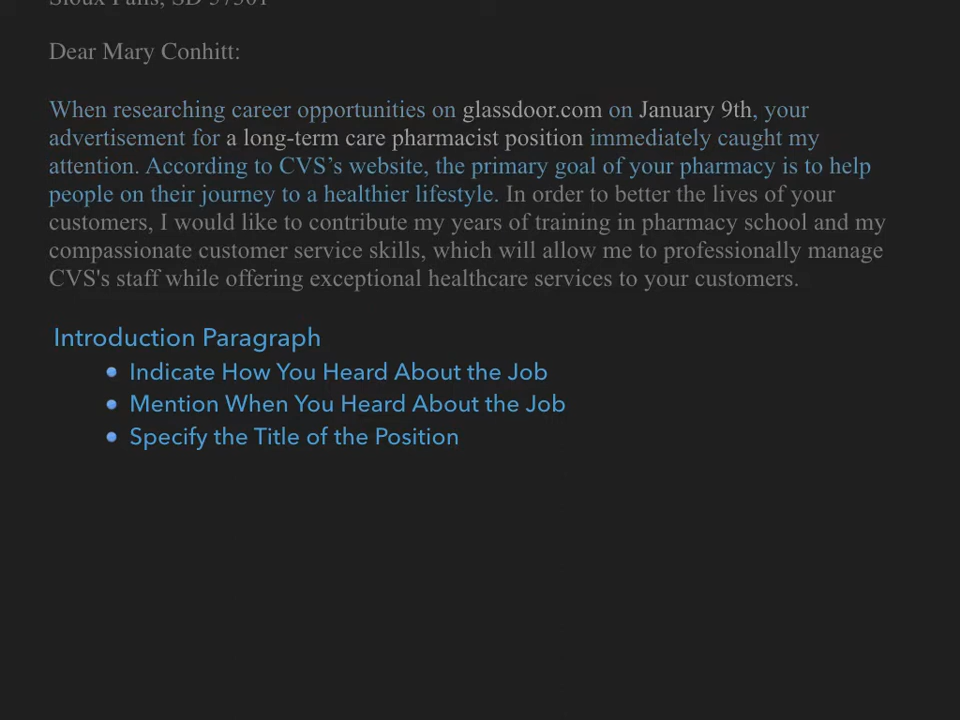 Sioux Falls, SD 57501
Dear Mary Conhitt:
When researching career opportunities on glassdoor.com on January 9th, your
advertisement for a long-term care pharmacist position immediately caught my
attention. According to CVS’s website, the primary goal of your pharmacy is to help
people on their journey to a healthier lifestyle. In order to better the lives of your
customers, I would like to contribute my years of training in pharmacy school and my
compassionate customer service skills, which will allow me to professionally manage
CVS's staff while offering exceptional healthcare services to your customers.
Introduction Paragraph
Indicate How You Heard About the Job
Mention When You Heard About the Job
Specify the Title of the Position